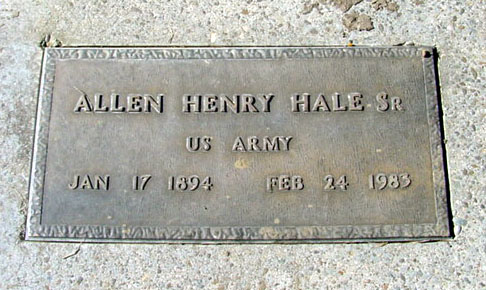 ALLEN HENRY HALE SR
US ARMY
JAN 17 1894 FEB 24 1983